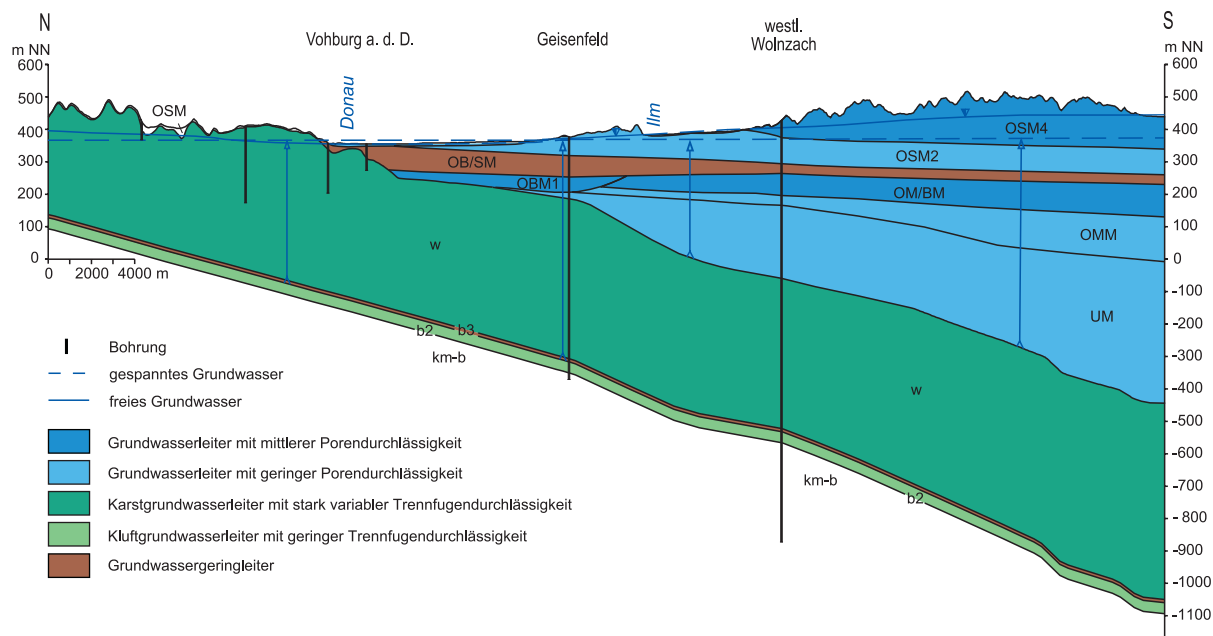 N
S
Vohburg a. d. D.
Geisenfeld
westl.
Wolnzach
m NN
m NN
600
500
400
300
200
100
0
0 2000 4000 m
600
500
400
300
200
100
0
-100
-200
-300
-400
-500
-600
-700
-800
-900
-1000
-1100
Donau
Ilm
OSM
OSM4
OSM2
OB/SM
OBM1
OM/BM
OMM
UM
w
w
b2
b3
km-b
km-b
b2
Bohrung
gespanntes Grundwasser
freies Grundwasser
Grundwasserleiter mit mittlerer Porendurchlässigkeit
Grundwasserleiter mit geringer Porendurchlässigkeit
Karstgrundwasserleiter mit stark variabler Trennfugendurchlässigkeit
Kluftgrundwasserleiter mit geringer Trennfugendurchlässigkeit
Grundwassergeringleiter